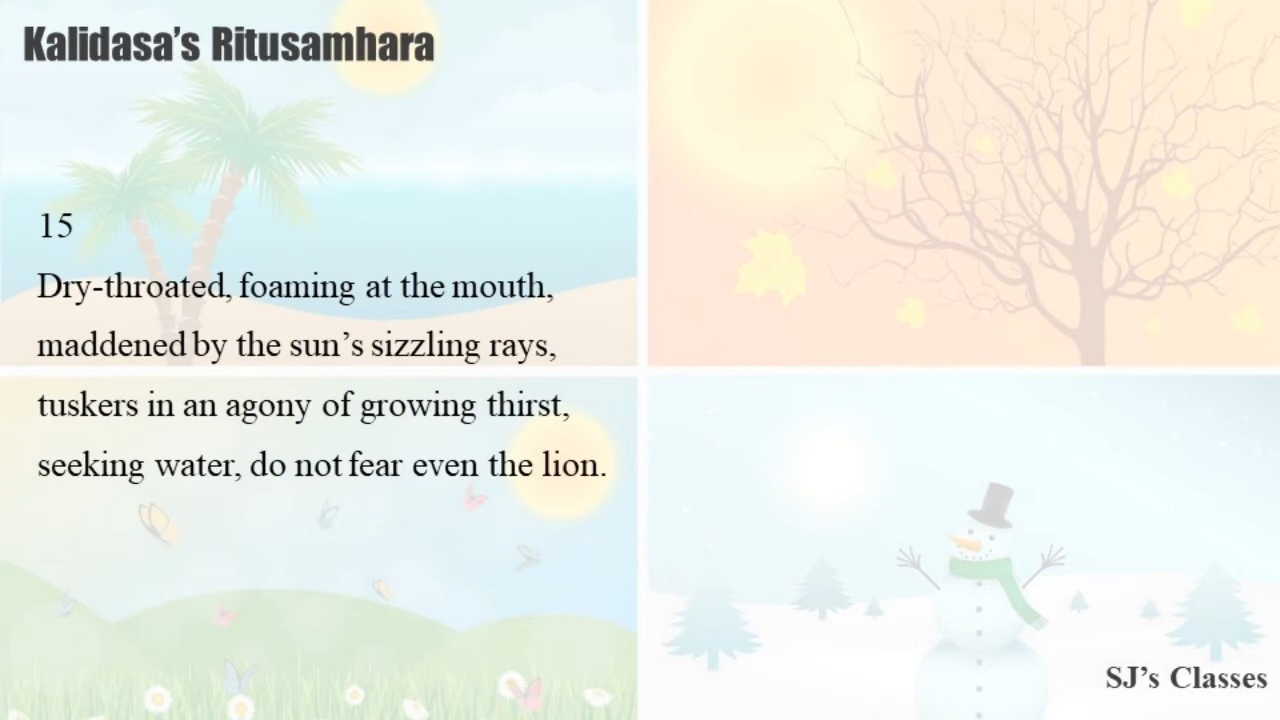 Kalidasa’s Ritusamhara
15
Dry-throated, foaming at the mouth,
maddened by the sun’s sizzling rays,
tuskers in an agony of growing thirst,
seeking water, do not fear even the lion.
SJ’s Classes